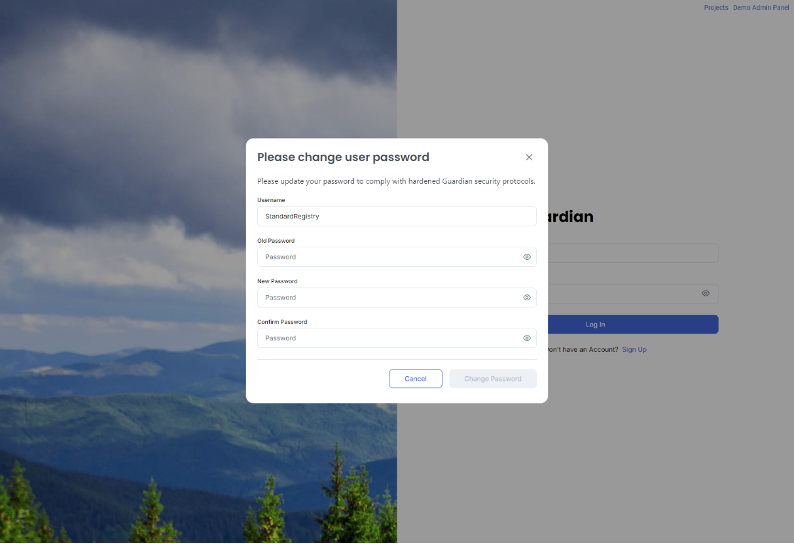 Projects Demo Admin Panel
Please change user password
Please update your password to comply with hardened Guardian security protocols.
Username
StandardRegistry
Old Password
Password
New Password
Password
Confirm Password
Password
Cancel Change Password
ardian
Log In
on't have an Account? Sign Up